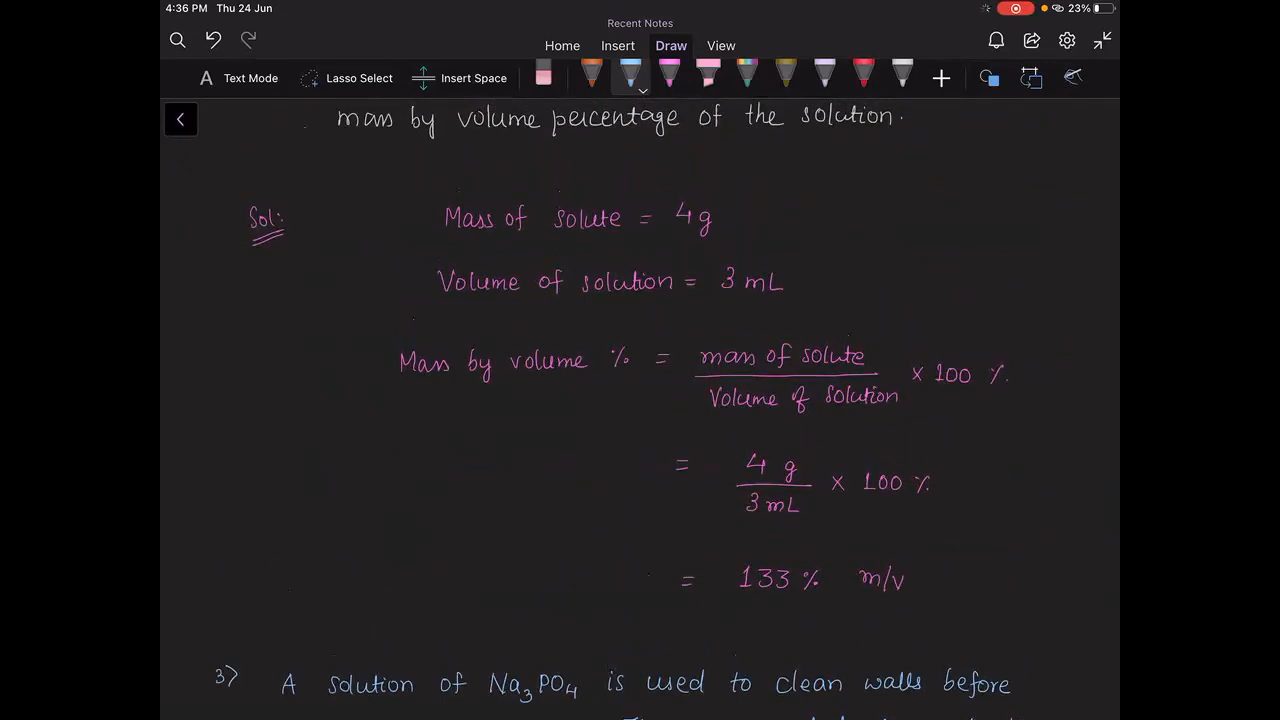 4:36 PM Thu 24 Jun
23%
Recent Notes
Home Insert Draw View
A Text Mode Lasso Select Insert Space
mass by volume percentage of the solution.
Sol:
Mass of solute = 4 g
Volume of solution = 3 mL
Mass by volume % = mass of solute / Volume of solution × 100 %
= 4 g / 3 mL × 100 %
= 133 % m/v
3> A solution of Na₃PO₄ is used to clean walls before